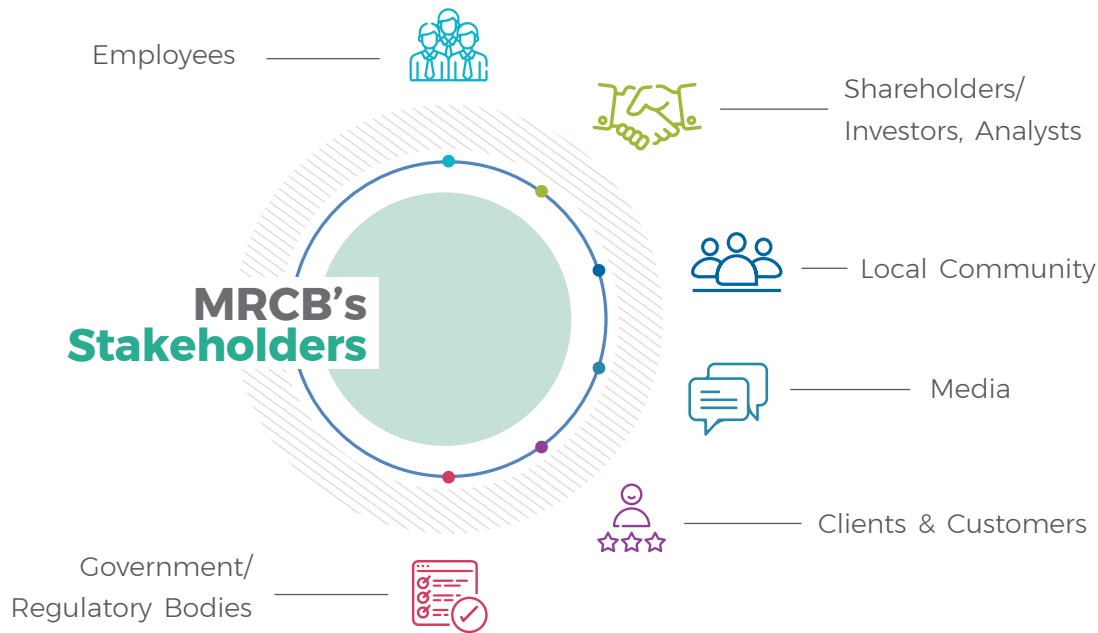 Employees
Shareholders/
Investors, Analysts
Local Community
MRCB’s
Stakeholders
Media
Clients & Customers
Government/
Regulatory Bodies